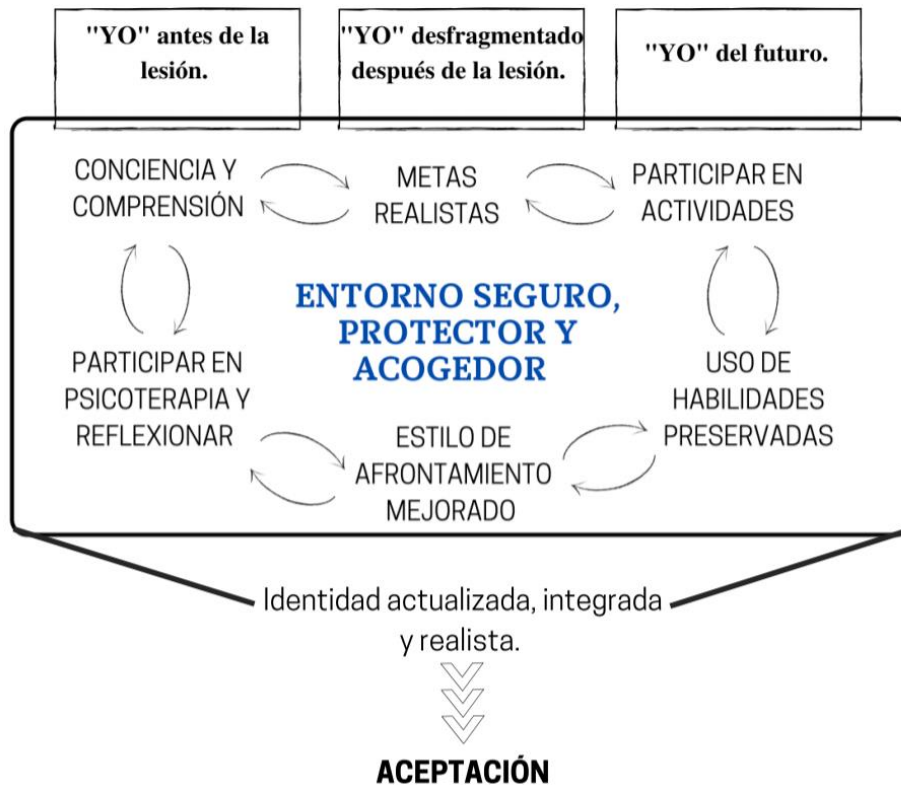 "YO" antes de la
lesión.
"YO" desfragmentado
después de la lesión.
"YO" del futuro.
CONCIENCIA Y
COMPRENSIÓN
METAS
REALISTAS
PARTICIPAR EN
ACTIVIDADES
ENTORNO SEGURO,
PROTECTOR Y
ACOGEDOR
PARTICIPAR EN
PSICOTERAPIA Y
REFLEXIONAR
ESTILO DE
AFRONTAMIENTO
MEJORADO
USO DE
HABILIDADES
PRESERVADAS
Identidad actualizada, integrada
y realista.
ACEPTACIÓN